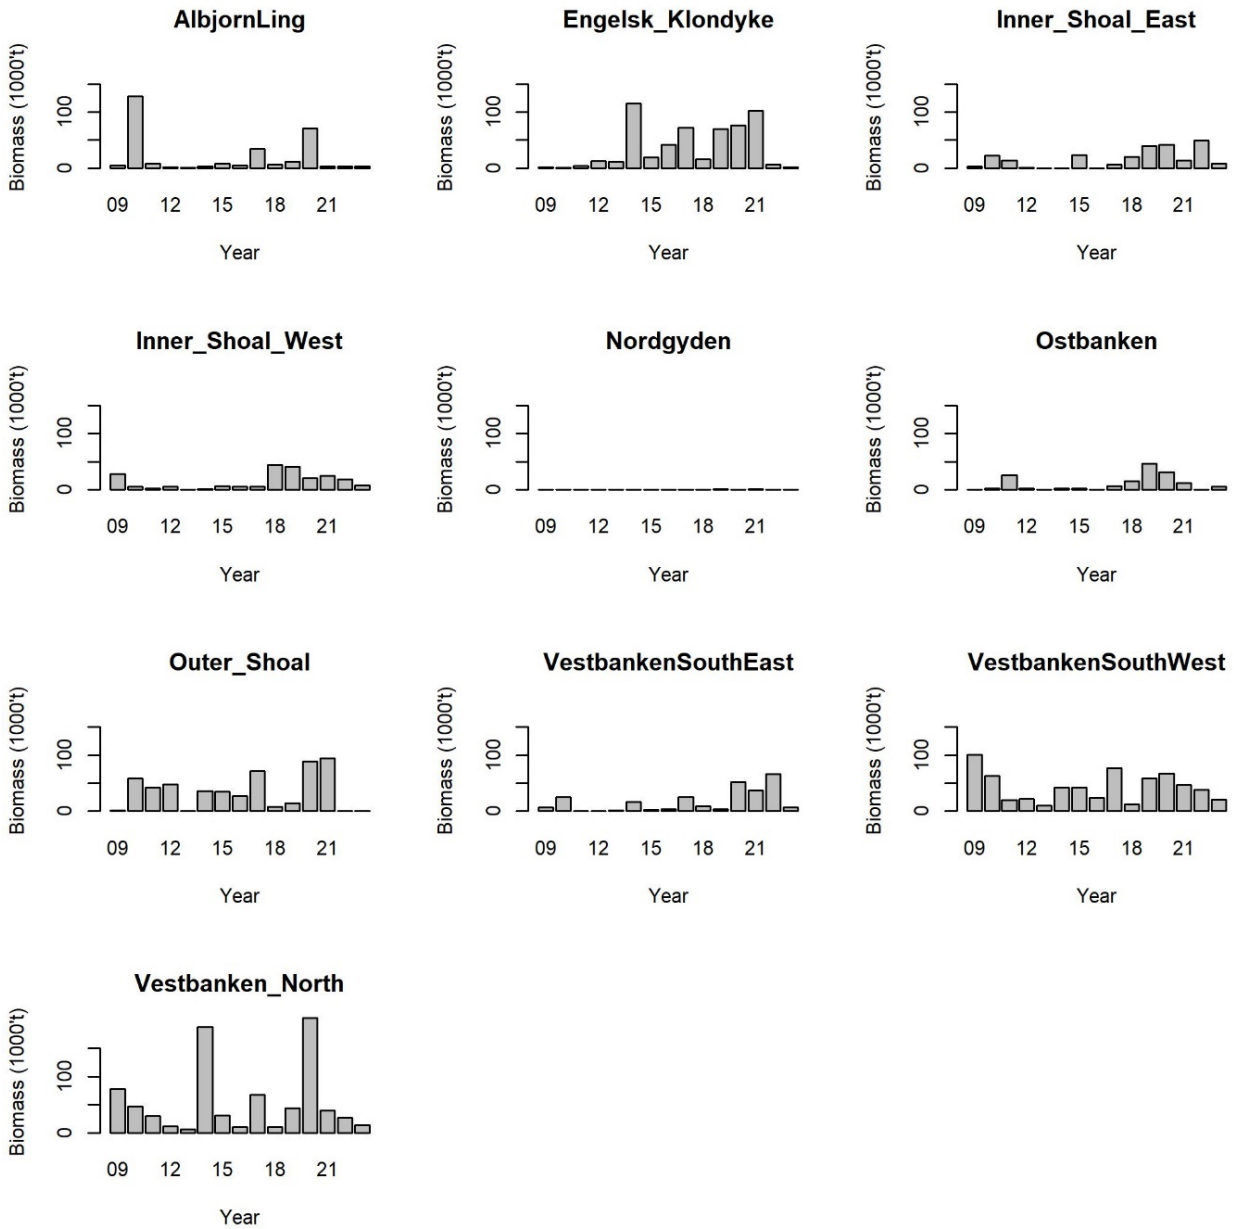 AlbjornLing
Biomass (1000't)
0 100
09 12 15 18 21
Year
Engelsk_Klondyke
Biomass (1000't)
0 100
09 12 15 18 21
Year
Inner_Shoal_East
Biomass (1000't)
0 100
09 12 15 18 21
Year
Inner_Shoal_West
Biomass (1000't)
0 100
09 12 15 18 21
Year
Nordgyden
Biomass (1000't)
0 100
09 12 15 18 21
Year
Ostbanken
Biomass (1000't)
0 100
09 12 15 18 21
Year
Outer_Shoal
Biomass (1000't)
0 100
09 12 15 18 21
Year
VestbankenSouthEast
Biomass (1000't)
0 100
09 12 15 18 21
Year
VestbankenSouthWest
Biomass (1000't)
0 100
09 12 15 18 21
Year
Vestbanken_North
Biomass (1000't)
0 100
09 12 15 18 21
Year